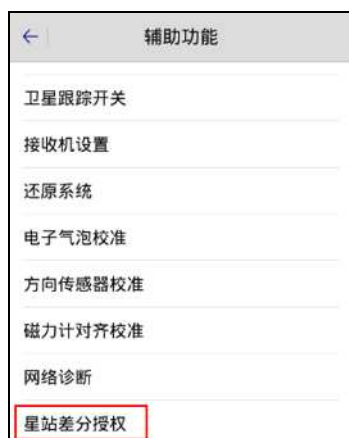 辅助功能
卫星跟踪开关
接收机设置
还原系统
电子气泡校准
方向传感器校准
磁力计对齐校准
网络诊断
星站差分授权